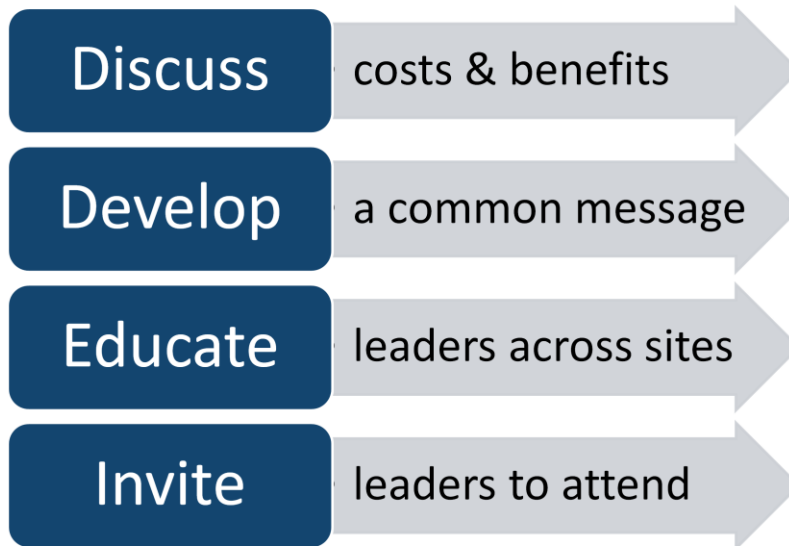 Discuss costs & benefits
Develop a common message
Educate leaders across sites
Invite leaders to attend